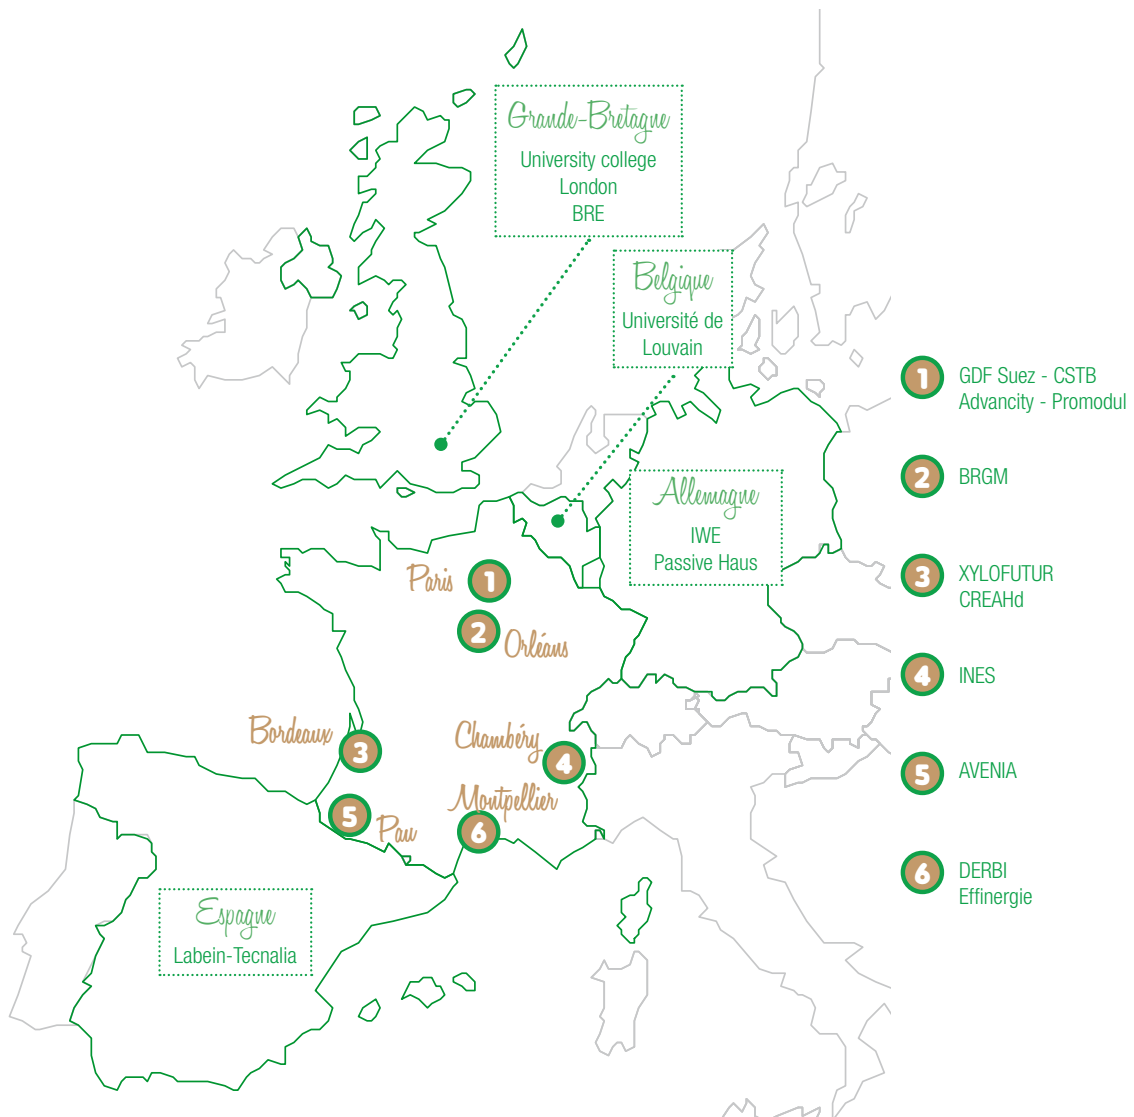 Grande-Bretagne
University college
London
BRE
Belgique
Université de
Louvain
Allemagne
IWE
Passive Haus
Paris
1
2
Orléans
Bordeaux
3
Chambéry
4
Montpellier
5
Pau
6
Espagne
Labein-Tecnalia
1
GDF Suez - CSTB
Advancity - Promodul
2
BRGM
3
XYLOFUTUR
CREAHd
4
INES
5
AVENIA
6
DERBI
Effinergie